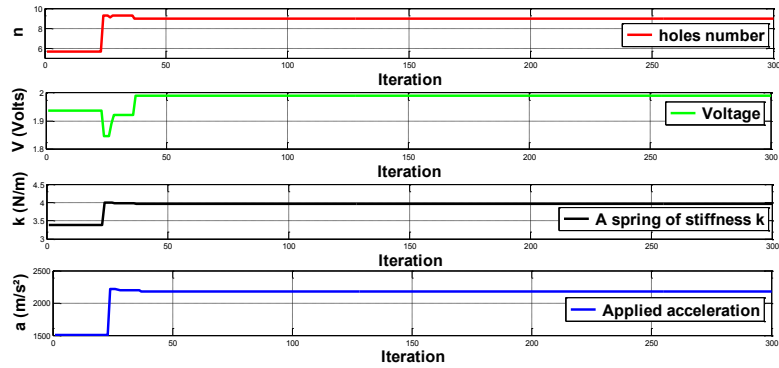 n
10
8
6
0 50 100 150 200 250 300
holes number
Iteration
V (Volts)
2
1.9
1.8
0 50 100 150 200 250 300
Voltage
Iteration
k (N/m)
4.5
4
3.5
3
0 50 100 150 200 250 300
A spring of stiffness k
Iteration
a (m/s²)
2500
2000
1500
0 50 100 150 200 250 300
Applied acceleration
Iteration